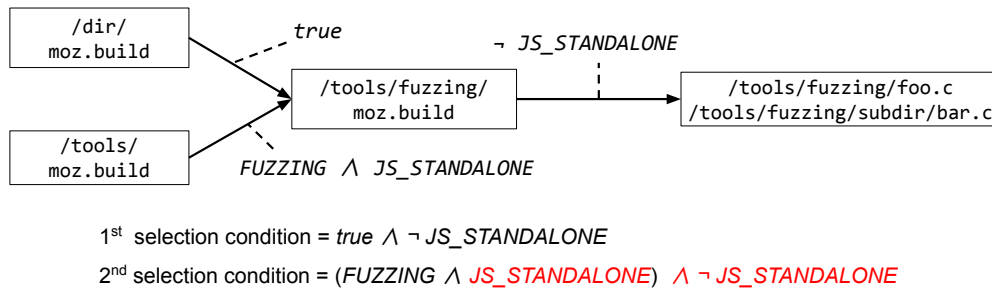 /dir/
moz.build
true
¬ JS_STANDALONE
/tools/fuzzing/
moz.build
/tools/fuzzing/foo.c
/tools/fuzzing/subdir/bar.c
/tools/
moz.build
FUZZING ∧ JS_STANDALONE
1st selection condition = true ∧ ¬ JS_STANDALONE
2nd selection condition = (FUZZING ∧ JS_STANDALONE) ∧ ¬ JS_STANDALONE